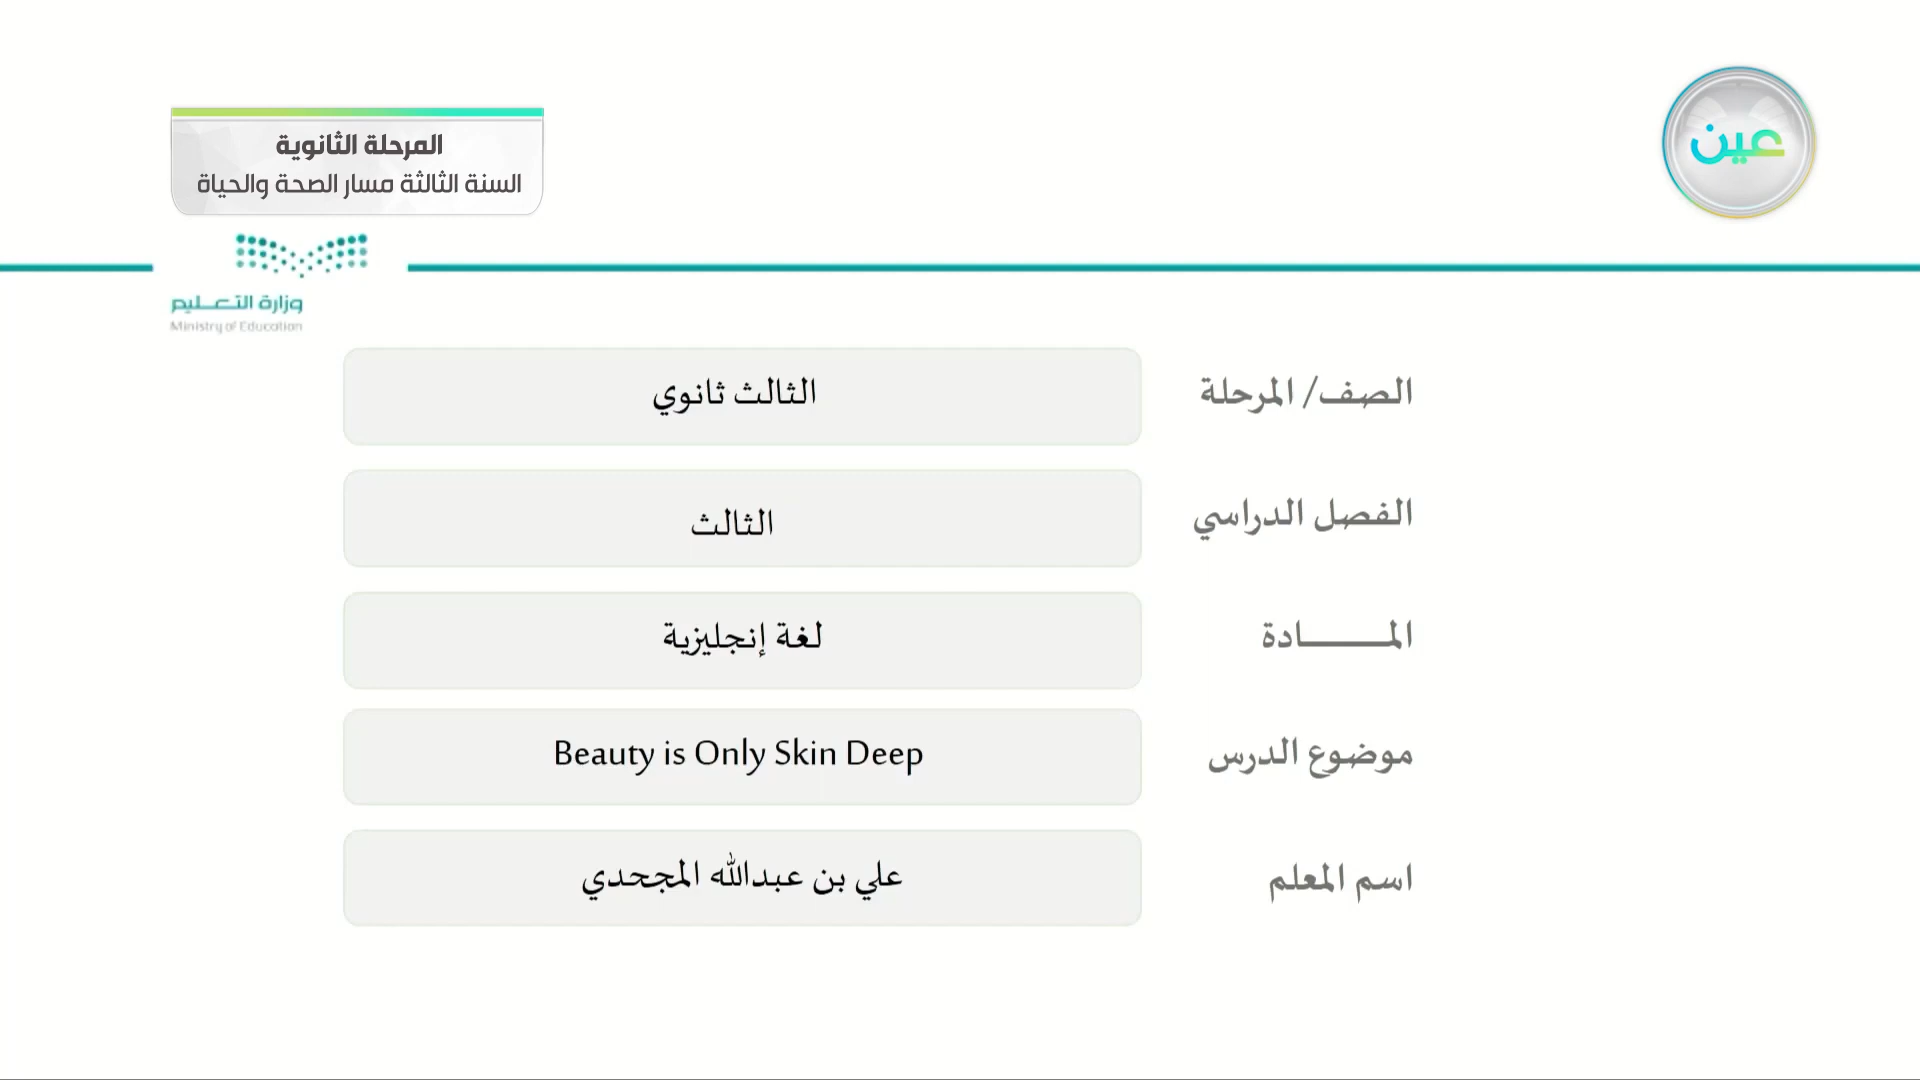 المرحلة الثانوية
السنة الثالثة مسار الصحة والحياة
عين
وزارة التعليم
Ministry of Education
الصف/ المرحلة
الثالث ثانوي
الفصل الدراسي
الثالث
المـــــــــادة
لغة إنجليزية
موضوع الدرس
Beauty is Only Skin Deep
اسم المعلم
علي بن عبدالله المجحدي